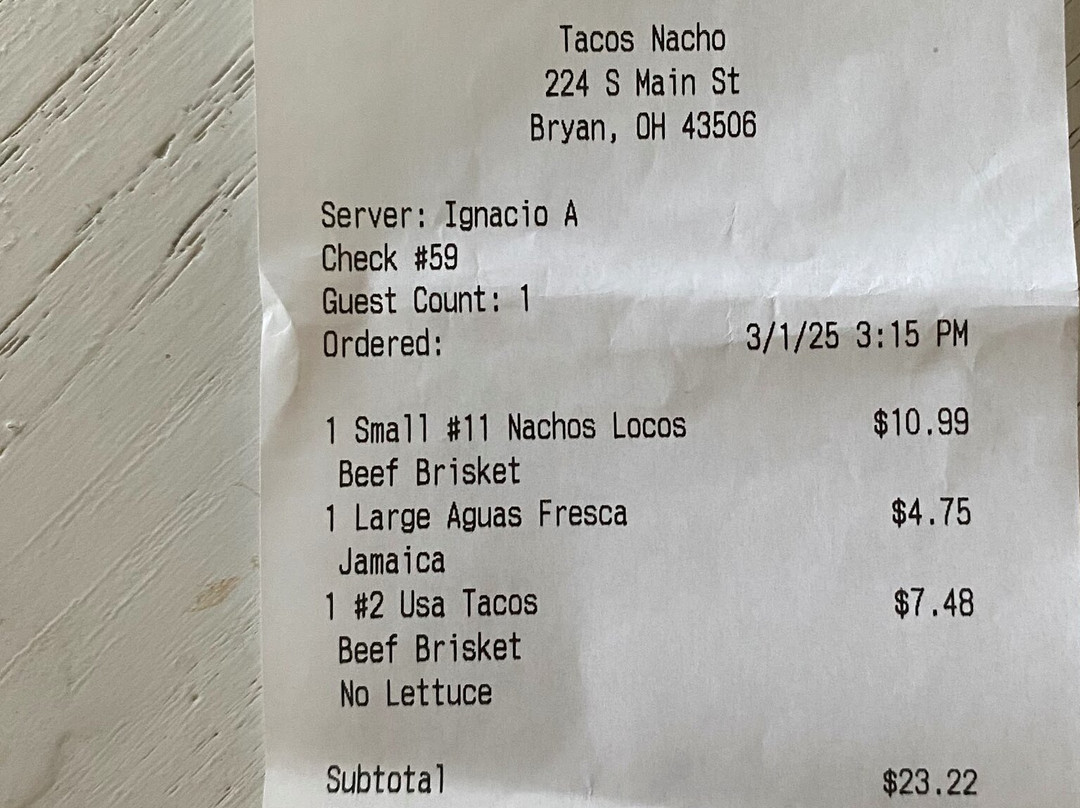 Tacos Nacho
224 S Main St
Bryan, OH 43506
Server: Ignacio A
Check #59
Guest Count: 1
Ordered: 3/1/25 3:15 PM
1 Small #11 Nachos Locos $10.99
Beef Brisket
1 Large Aguas Fresca $4.75
Jamaica
1 #2 Usa Tacos $7.48
Beef Brisket
No Lettuce
Subtotal $23.22